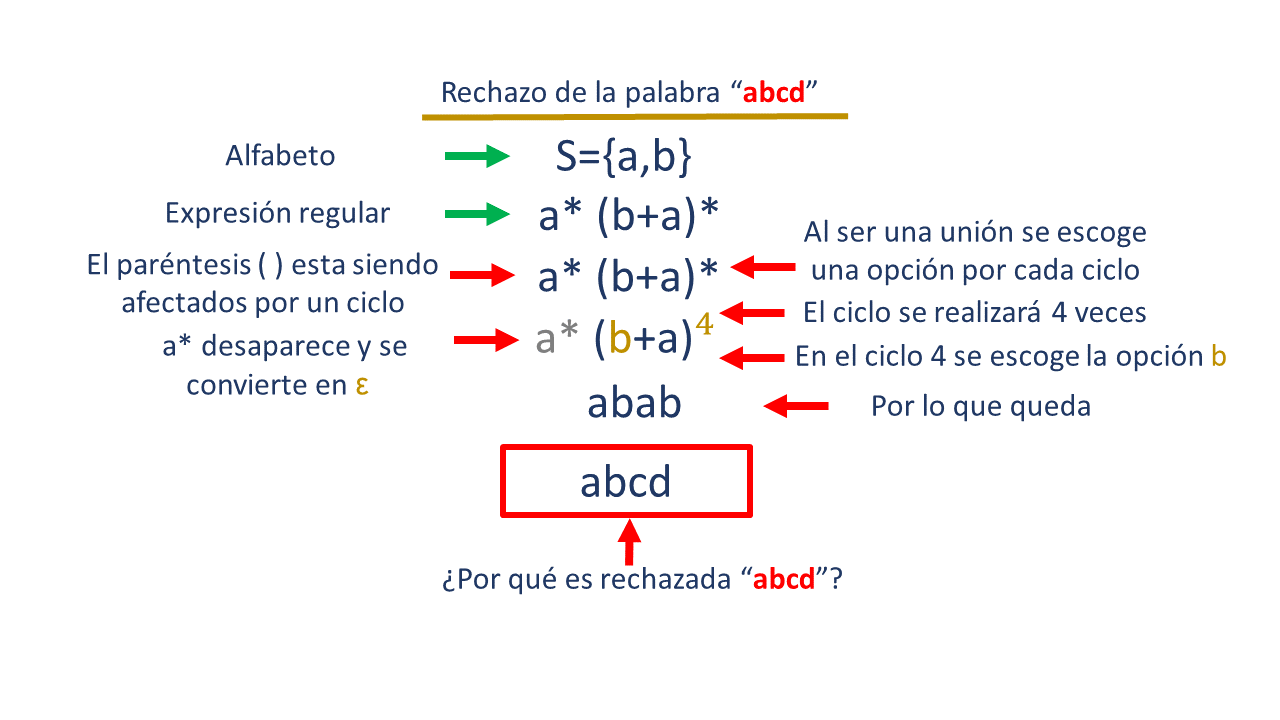 Rechazo de la palabra “abcd”
Alfabeto
S={a,b}
Expresión regular
a* (b+a)*
El paréntesis ( ) esta siendo
afectados por un ciclo
a* (b+a)*
Al ser una unión se escoge
una opción por cada ciclo
a* desaparece y se
convierte en ε
a* (b+a)⁴
El ciclo se realizará 4 veces
En el ciclo 4 se escoge la opción b
abab
Por lo que queda
abcd
¿Por qué es rechazada “abcd”?